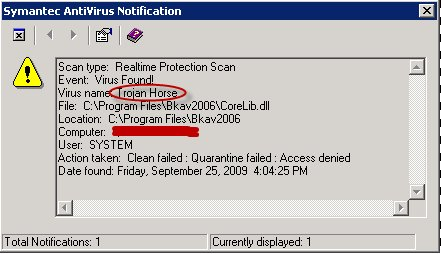 Symantec AntiVirus Notification
Scan type: Realtime Protection Scan
Event: Virus Found!
Virus name: Trojan Horse
File: C:\Program Files\Bkav2006\CoreLib.dll
Location: C:\Program Files\Bkav2006
Computer:
User: SYSTEM
Action taken: Clean failed : Quarantine failed : Access denied
Date found: Friday, September 25, 2009 4:04:25 PM
Total Notifications: 1
Currently displayed: 1